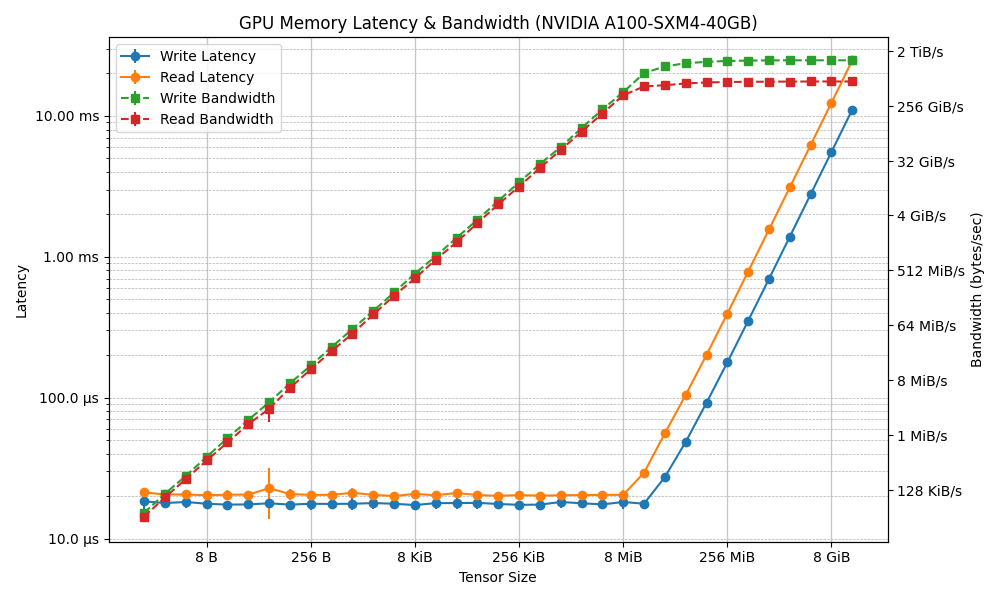 GPU Memory Latency & Bandwidth (NVIDIA A100-SXM4-40GB)
Write Latency
Read Latency
Write Bandwidth
Read Bandwidth
Latency
10.00 ms
1.00 ms
100.0 µs
10.0 µs
2 TiB/s
256 GiB/s
32 GiB/s
4 GiB/s
512 MiB/s
64 MiB/s
8 MiB/s
1 MiB/s
128 KiB/s
Bandwidth (bytes/sec)
8 B
256 B
8 KiB
256 KiB
8 MiB
256 MiB
8 GiB
Tensor Size